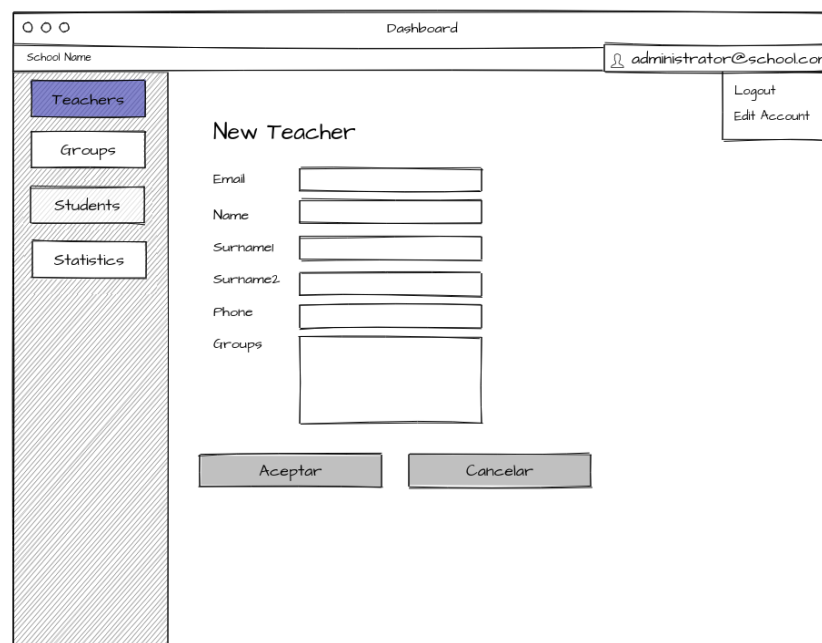 Dashboard
School Name
administrator@school.com
Logout
Edit Account
Teachers
Groups
Students
Statistics
New Teacher
Email
Name
Surname1
Surname2
Phone
Groups
Aceptar
Cancelar